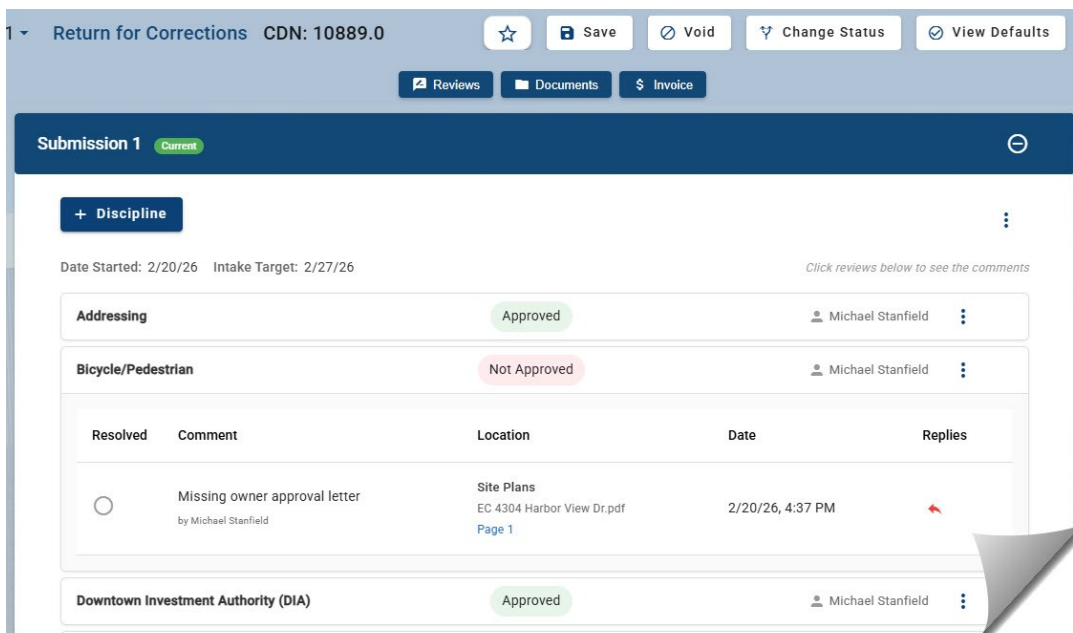 1 Return for Corrections CDN: 10889.0 Save Void Change Status View Defaults
Reviews Documents $ Invoice
Submission 1 Current
+ Discipline
Date Started: 2/20/26 Intake Target: 2/27/26 Click reviews below to see the comments
Addressing Approved Michael Stanfield
Bicycle/Pedestrian Not Approved Michael Stanfield
Resolved Comment Location Date Replies
Missing owner approval letter
by Michael Stanfield
Site Plans
EC 4304 Harbor View Dr.pdf
Page 1
2/20/26, 4:37 PM
Downtown Investment Authority (DIA) Approved Michael Stanfield